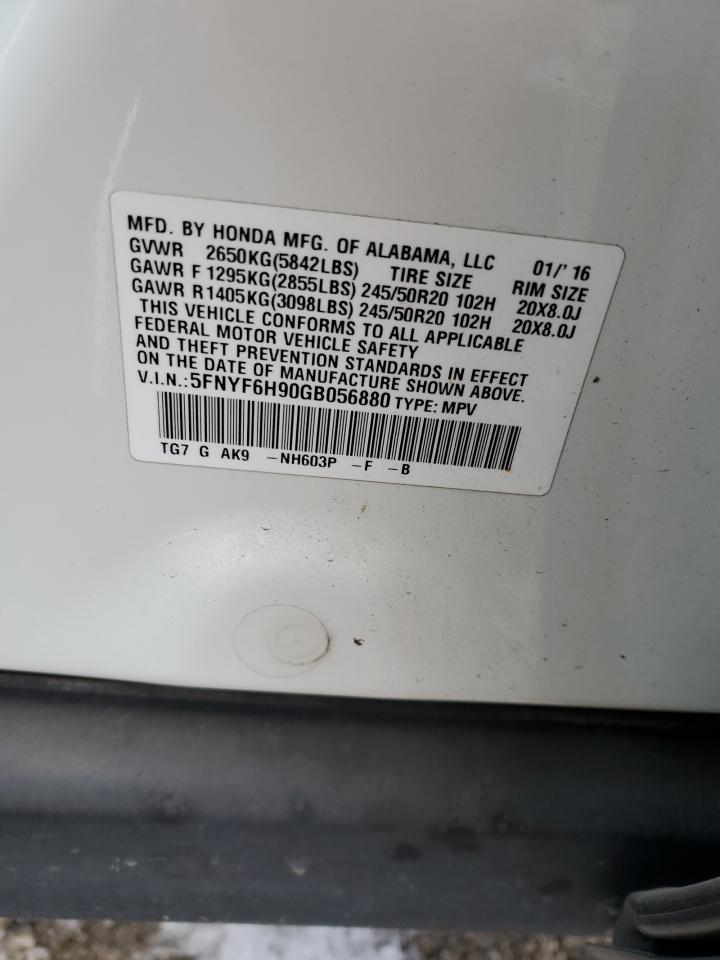 MFD. BY HONDA MFG. OF ALABAMA, LLC 01/'16
GVWR 2650KG(5842LBS) TIRE SIZE RIM SIZE
GAWR F 1295KG(2855LBS) 245/50R20 102H 20X8.0J
GAWR R1405KG(3098LBS) 245/50R20 102H 20X8.0J
THIS VEHICLE CONFORMS TO ALL APPLICABLE
FEDERAL MOTOR VEHICLE SAFETY
AND THEFT PREVENTION STANDARDS IN EFFECT
ON THE DATE OF MANUFACTURE SHOWN ABOVE.
V.I.N.:5FNYF6H90GB056880 TYPE: MPV
TG7 G AK9 -NH603P -F -B